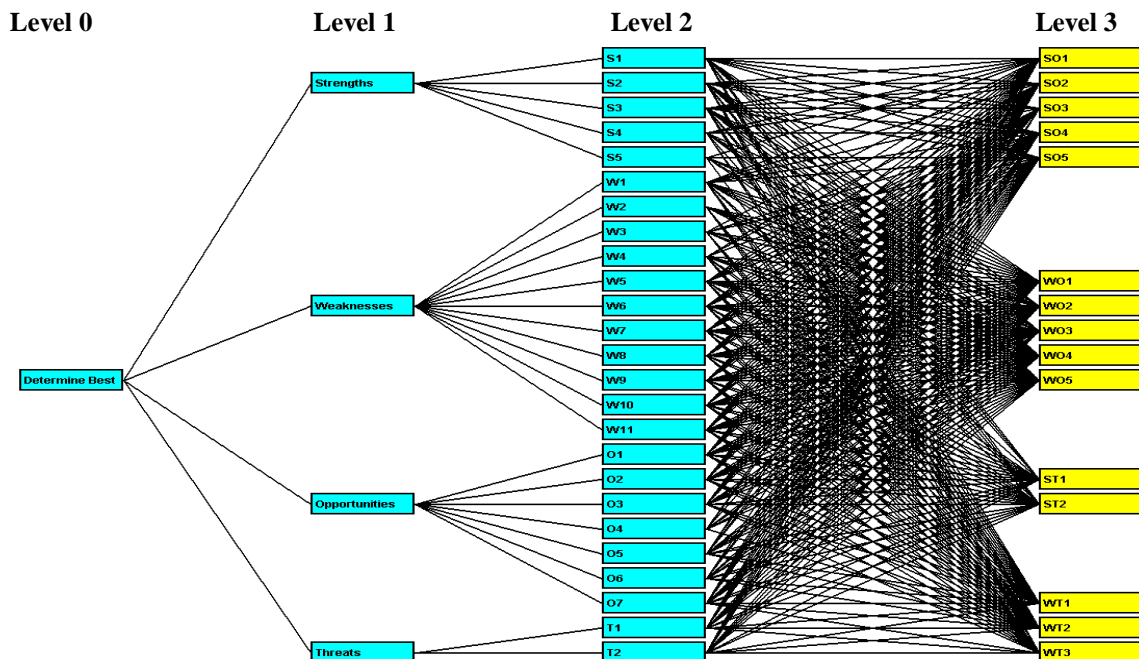 Level 0
Level 1
Level 2
Level 3
Determine Best
Strengths
Weaknesses
Opportunities
Threats
S1
S2
S3
S4
S5
W1
W2
W3
W4
W5
W6
W7
W8
W9
W10
W11
O1
O2
O3
O4
O5
O6
O7
T1
T2
SO1
SO2
SO3
SO4
SO5
WO1
WO2
WO3
WO4
WO5
ST1
ST2
WT1
WT2
WT3